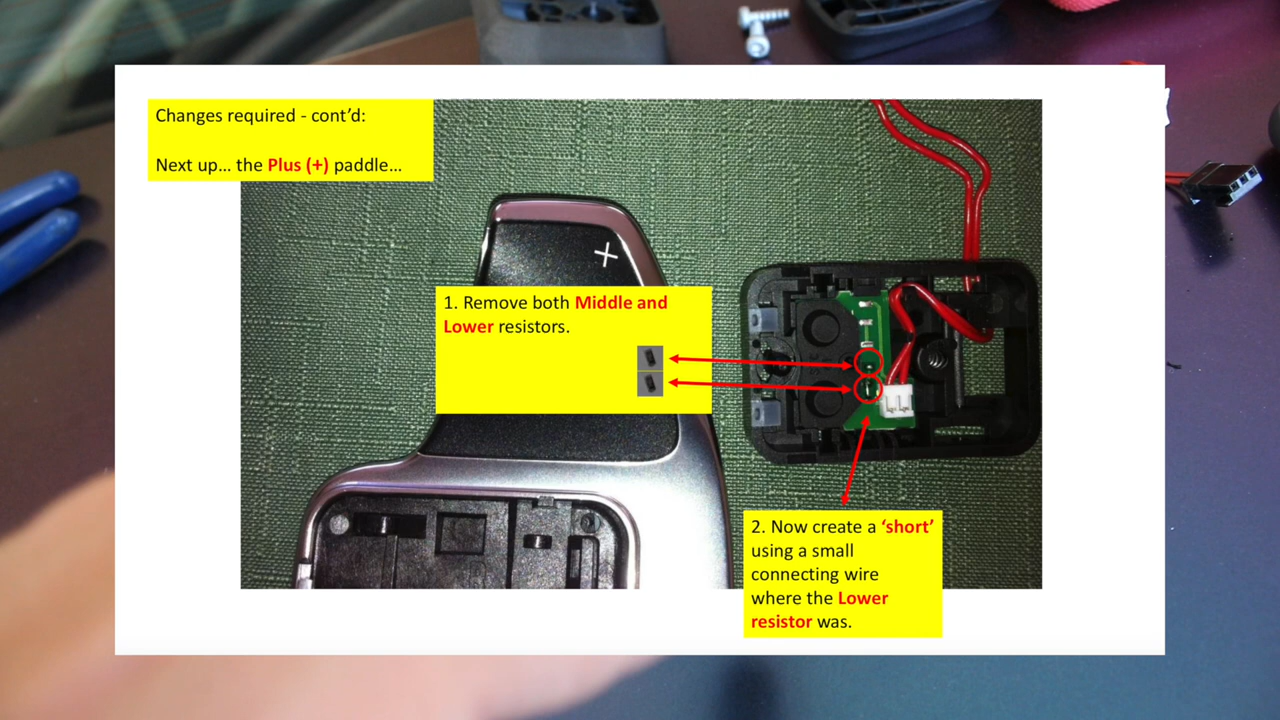 Changes required - cont’d:
Next up... the Plus (+) paddle...
+
1. Remove both Middle and
Lower resistors.
2. Now create a ‘short’
using a small
connecting wire
where the Lower
resistor was.